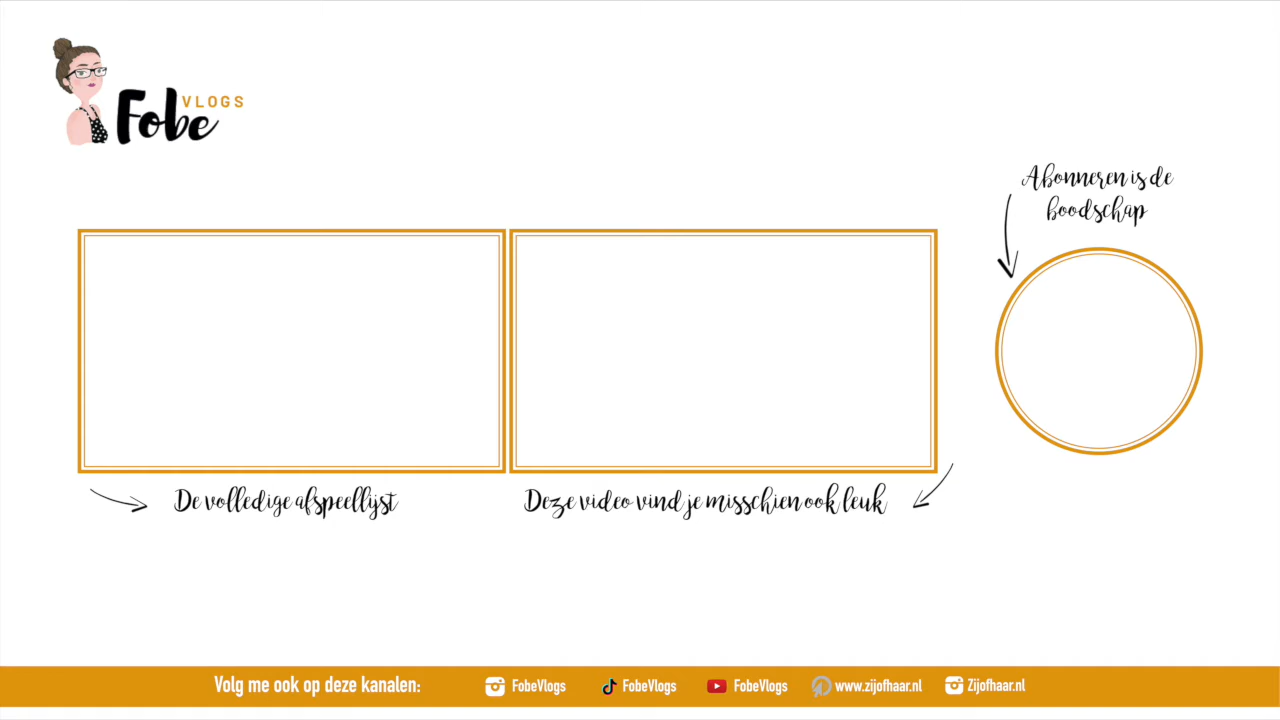 VLOGS
Fobe
Abonneren is de
boodschap
De volledige afspeellijst
Deze video vind je misschien ook leuk
Volg me ook op deze kanalen: FobeVlogs FobeVlogs FobeVlogs www.zijofhaar.nl Zijofhaar.nl